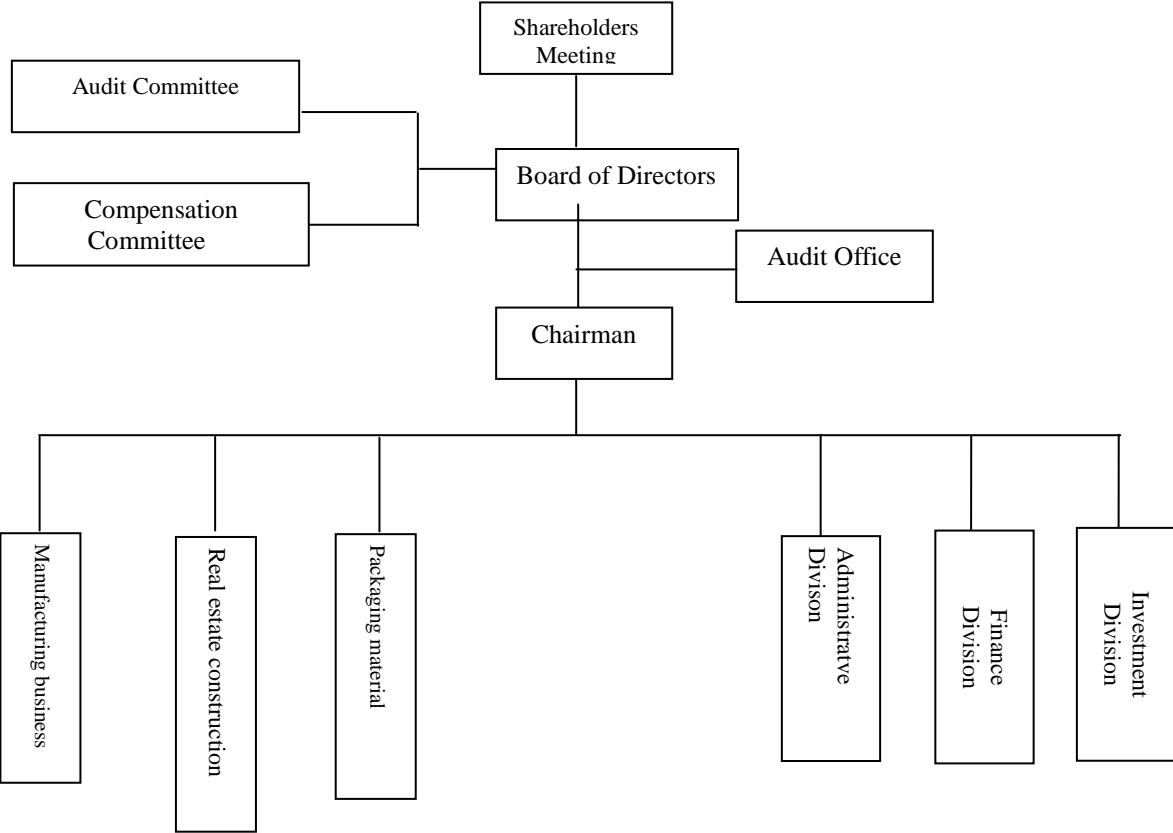 Shareholders
Meeting
Audit Committee
Board of Directors
Compensation
Committee
Audit Office
Chairman
Manufacturing business
Real estate construction
Packaging material
Administratve
Divison
Finance
Division
Investment
Division